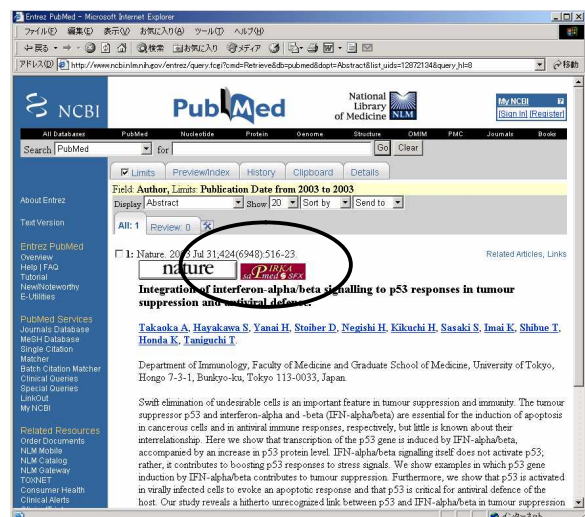 Entrez PubMed - Microsoft Internet Explorer
ファイル(F) 編集(E) 表示(V) お気に入り(A) ツール(T) ヘルプ(H)
戻る 検索 お気に入り メディア
アドレス(D) http://www.ncbi.nlm.nih.gov/entrez/query.fcgi?cmd=Retrieve&db=pubmed&dopt=Abstract&list_uids=12872134&query_hl=8 移動
NCBI PubMed National Library of Medicine NLM My NCBI [Sign In] [Register]
All Databases PubMed Nucleotide Protein Genome Structure OMIM PMC Journals Books
Search PubMed for Go Clear
Limits Preview/Index History Clipboard Details
Field: Author, Limits: Publication Date from 2003 to 2003
Display Abstract Show 20 Sort by Send to
All: 1 Review: 0
About Entrez
Text Version
Entrez PubMed
Overview
Help | FAQ
Tutorial
New/Noteworthy
E-Utilities
PubMed Services
Journals Database
MeSH Database
Single Citation
Matcher
Batch Citation Matcher
Clinical Queries
Special Queries
LinkOut
My NCBI
Related Resources
Order Documents
NLM Mobile
NLM Catalog
NLM Gateway
TOXNET
Consumer Health
Clinical Alerts
1: Nature. 2003 Jul 31;424(6948):516-23. Related Articles, Links
nature PIRKA saPmed SFX
Integration of interferon-alpha/beta signalling to p53 responses in tumour
suppression and antiviral defence.
Takaoka A, Hayakawa S, Yanai H, Stoiber D, Negishi H, Kikuchi H, Sasaki S, Imai K, Shibue T,
Honda K, Taniguchi T.
Department of Immunology, Faculty of Medicine and Graduate School of Medicine, University of Tokyo,
Hongo 7-3-1, Bunkyo-ku, Tokyo 113-0033, Japan.
Swift elimination of undesirable cells is an important feature in tumour suppression and immunity. The tumour
suppressor p53 and interferon-alpha and -beta (IFN-alpha/beta) are essential for the induction of apoptosis
in cancerous cells and in antiviral immune responses, respectively, but little is known about their
interrelationship. Here we show that transcription of the p53 gene is induced by IFN-alpha/beta,
accompanied by an increase in p53 protein level. IFN-alpha/beta signalling itself does not activate p53;
rather, it contributes to boosting p53 responses to stress signals. We show examples in which p53 gene
induction by IFN-alpha/beta contributes to tumour suppression. Furthermore, we show that p53 is activated
in virally infected cells to evoke an apoptotic response and that p53 is critical for antiviral defence of the
host. Our study reveals a hitherto unrecognized link between p53 and IFN-alpha/beta in tumour suppression